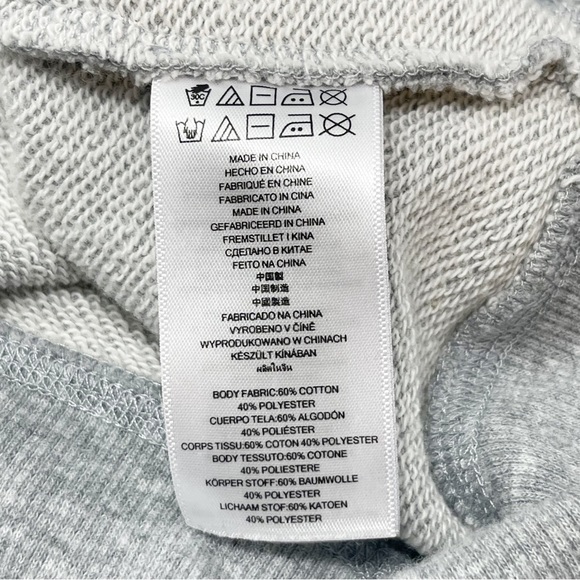 30C
MADE IN CHINA
HECHO EN CHINA
FABRIQUÉ EN CHINE
FABBRICATO IN CINA
MADE IN CHINA
GEFABRICEERD IN CHINA
FREMSTILLET I KINA
СДЕЛАНО В КИТАЕ
FEITO NA CHINA
中国製
中国制造
中國製造
FABRICADO NA CHINA
VYROBENO V ČÍNĚ
WYPRODUKOWANO W CHINACH
KÉSZÜLT KÍNÁBAN
ผลิตในจีน
BODY FABRIC:60% COTTON
40% POLYESTER
CUERPO TELA:60% ALGODÓN
40% POLIÉSTER
CORPS TISSU:60% COTON 40% POLYESTER
BODY TESSUTO:60% COTONE
40% POLIESTERE
KÖRPER STOFF:60% BAUMWOLLE
40% POLYESTER
LICHAAM STOF:60% KATOEN
40% POLYESTER